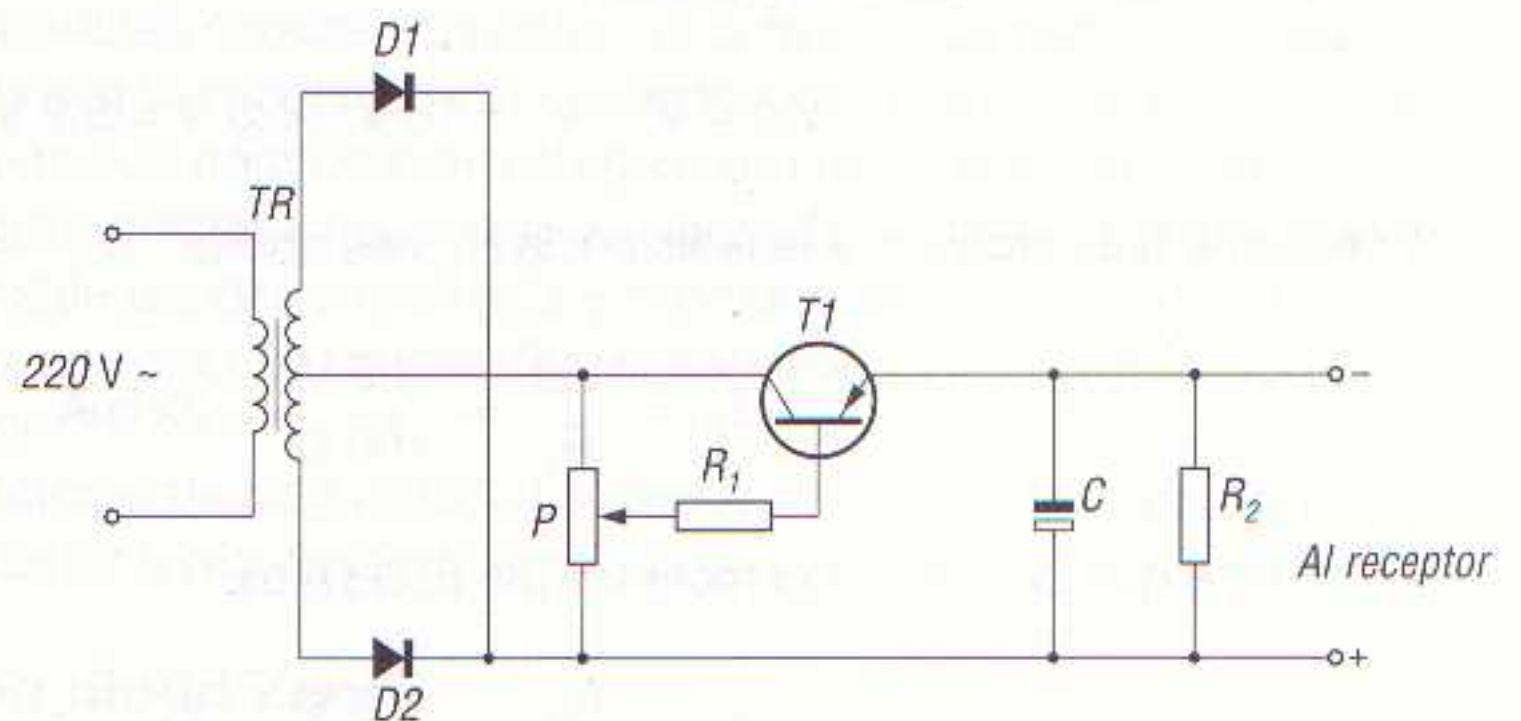 D1
TR
T1
220 V ~
–
R₁
P
C
R₂
Al receptor
+
D2